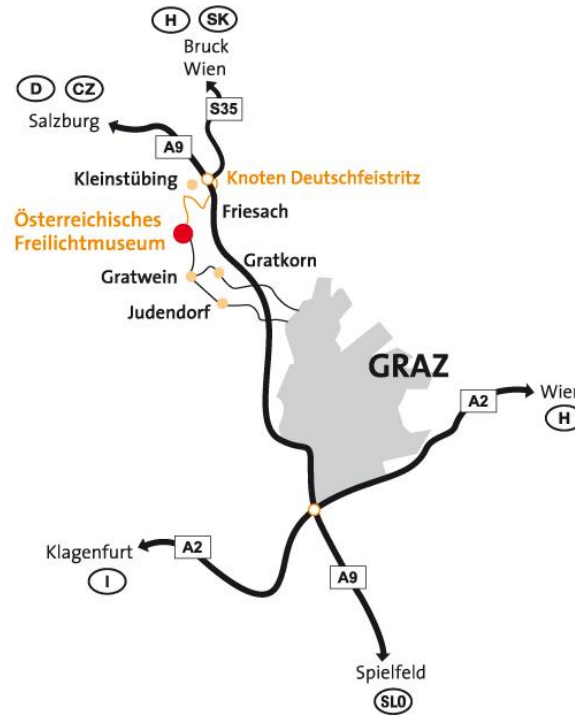 H SK
Bruck
Wien
D CZ
S35
Salzburg
A9
Kleinstübing
Knoten Deutschfeistritz
Friesach
Österreichisches
Freilichtmuseum
Gratkorn
Gratwein
Judendorf
GRAZ
Wien
A2
H
Klagenfurt
A2
I
A9
Spielfeld
SLO